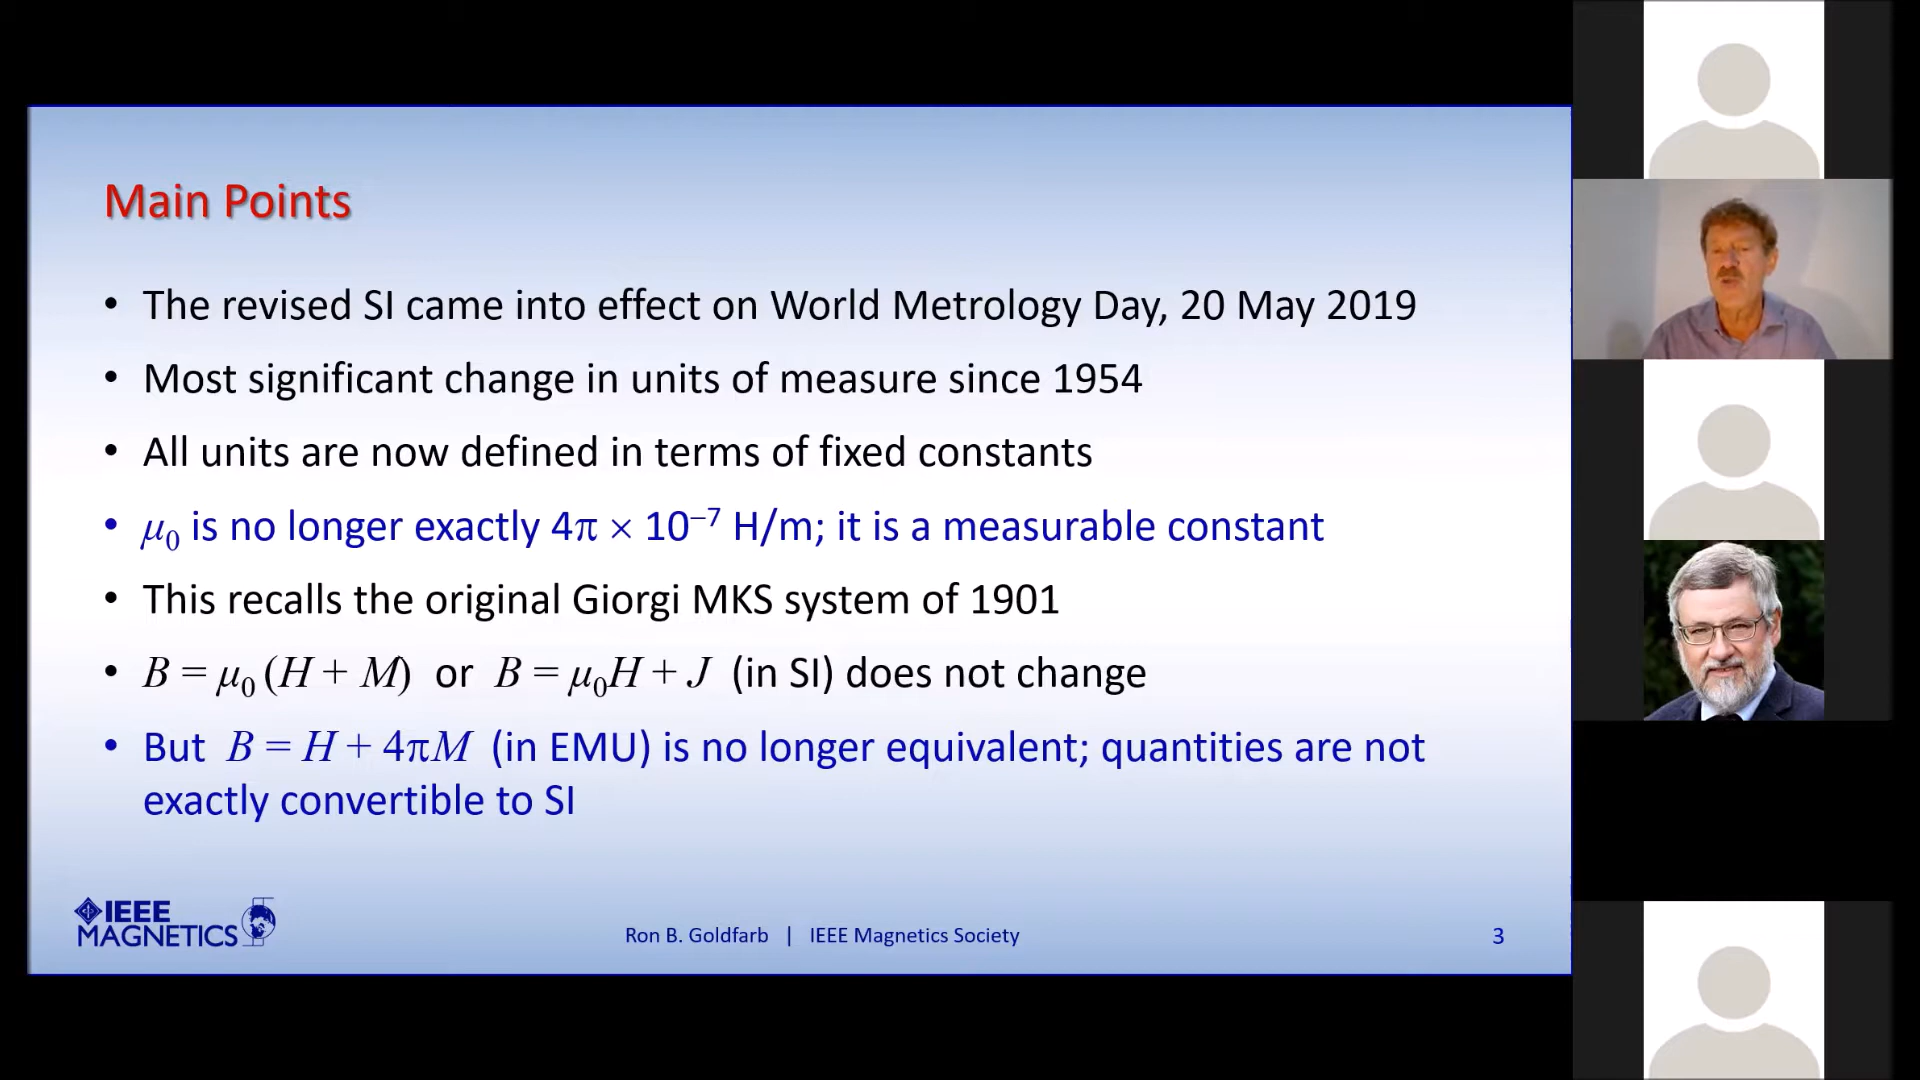 Main Points
• The revised SI came into effect on World Metrology Day, 20 May 2019
• Most significant change in units of measure since 1954
• All units are now defined in terms of fixed constants
• μ₀ is no longer exactly 4π × 10⁻⁷ H/m; it is a measurable constant
• This recalls the original Giorgi MKS system of 1901
• B = μ₀ (H + M) or B = μ₀H + J (in SI) does not change
• But B = H + 4πM (in EMU) is no longer equivalent; quantities are not
exactly convertible to SI
IEEE
MAGNETICS
Ron B. Goldfarb | IEEE Magnetics Society
3